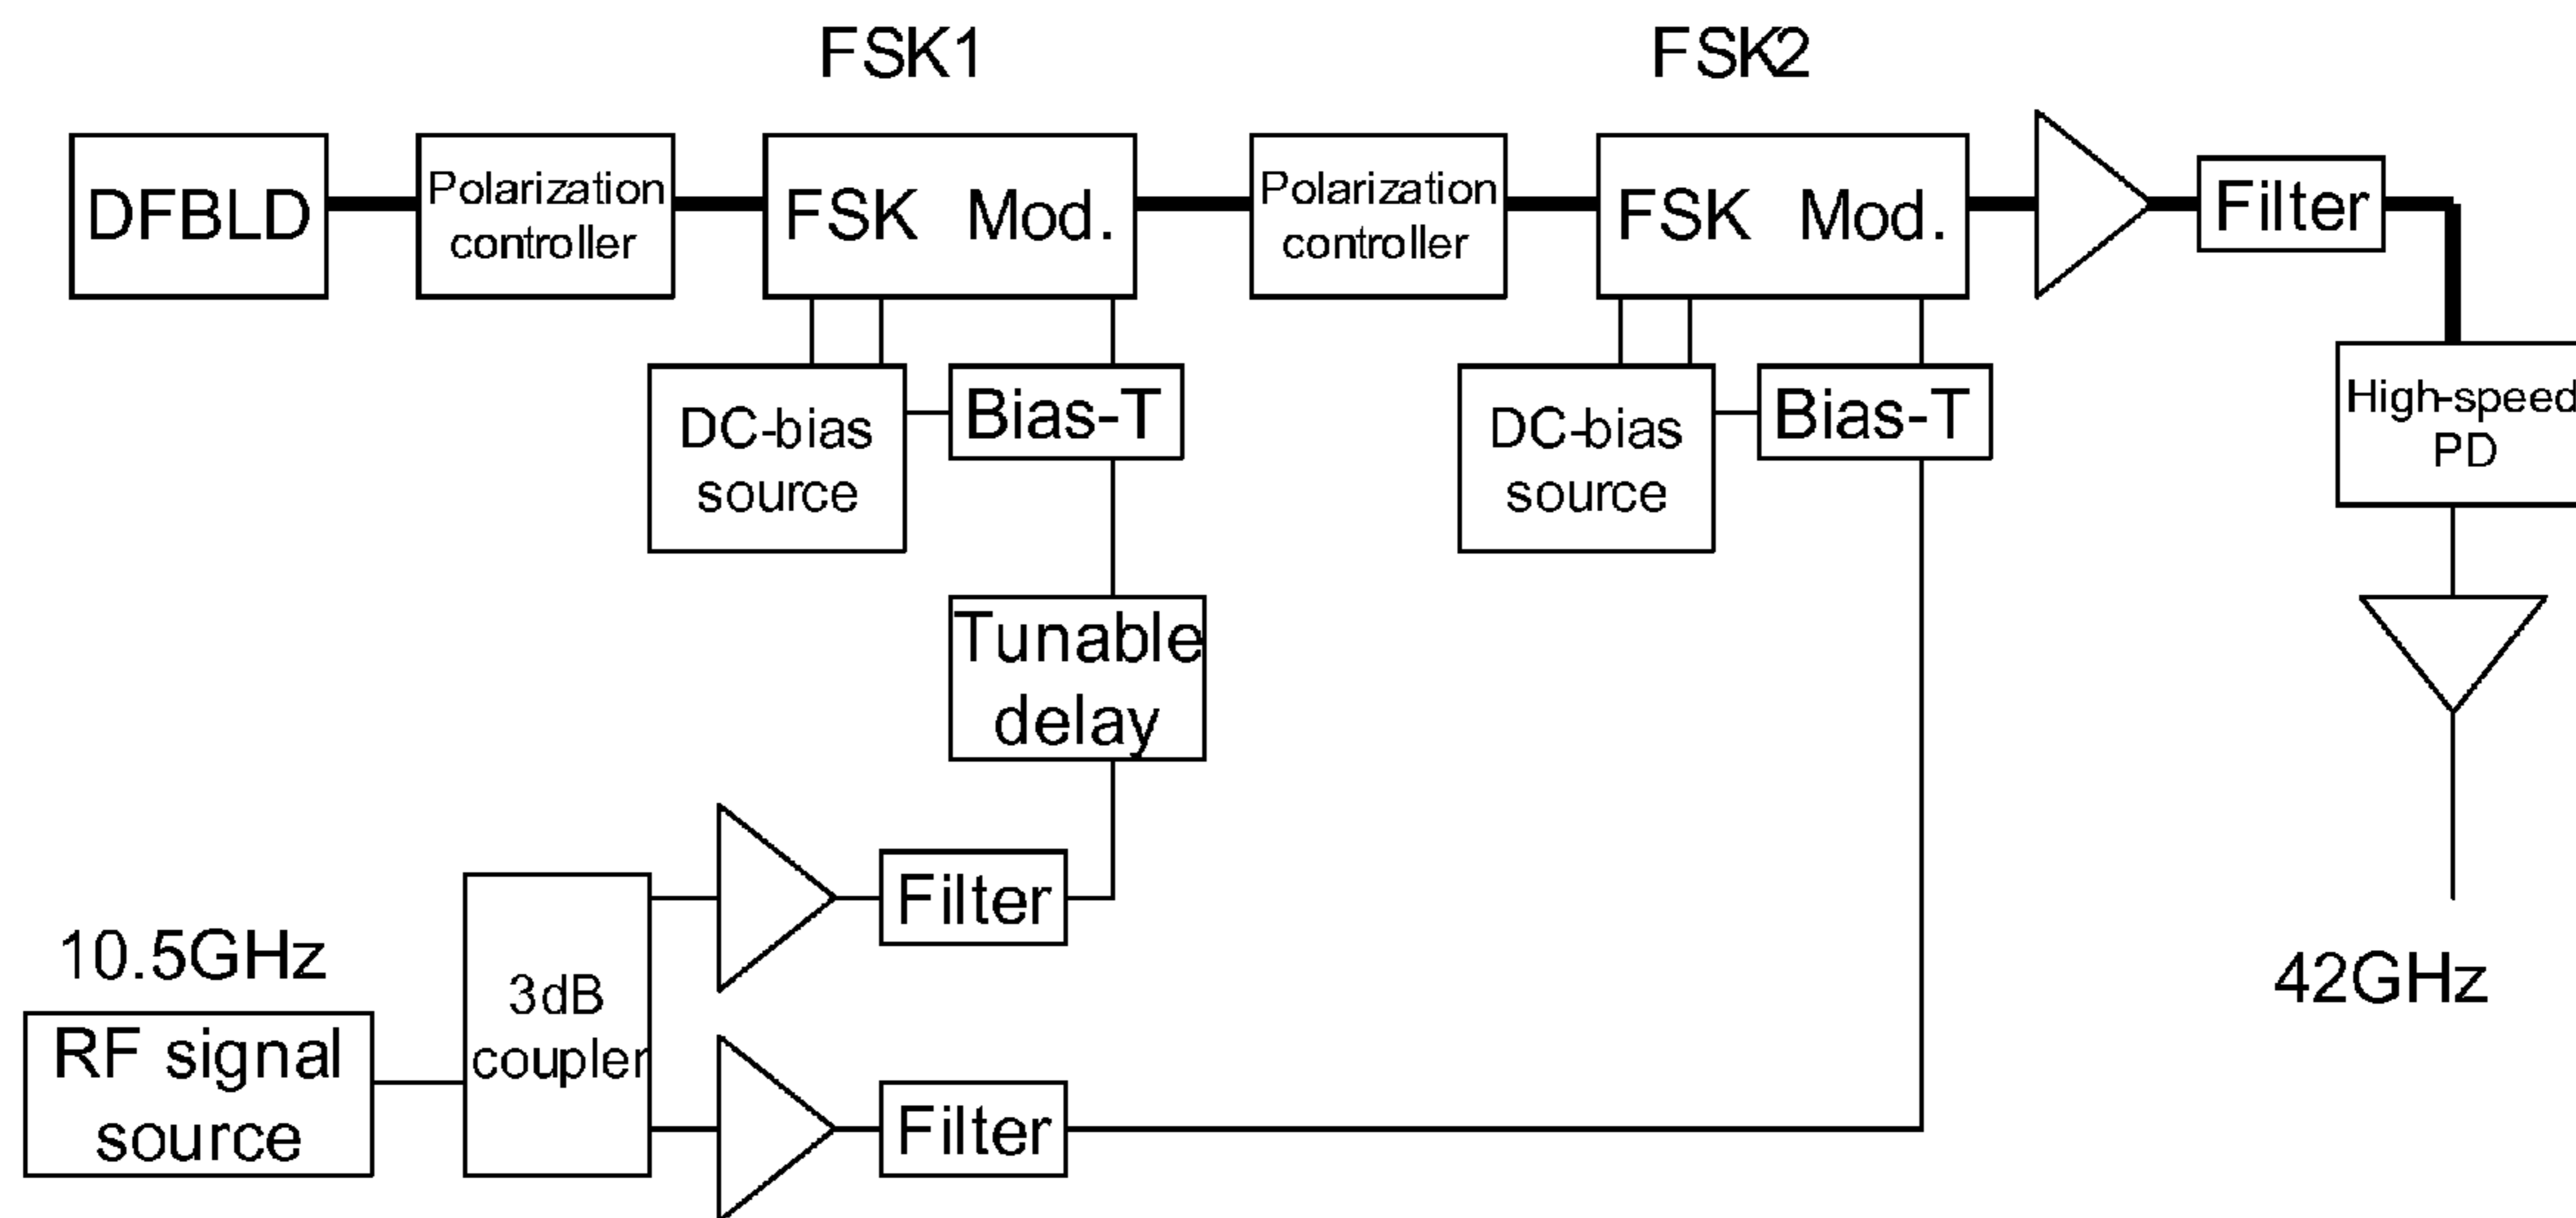 FSK1
FSK2
DFBLD
Polarization
controller
FSK Mod.
Polarization
controller
FSK Mod.
Filter
DC-bias
source
Bias-T
DC-bias
source
Bias-T
High-speed
PD
Tunable
delay
Filter
10.5GHz
3dB
coupler
42GHz
RF signal
source
Filter